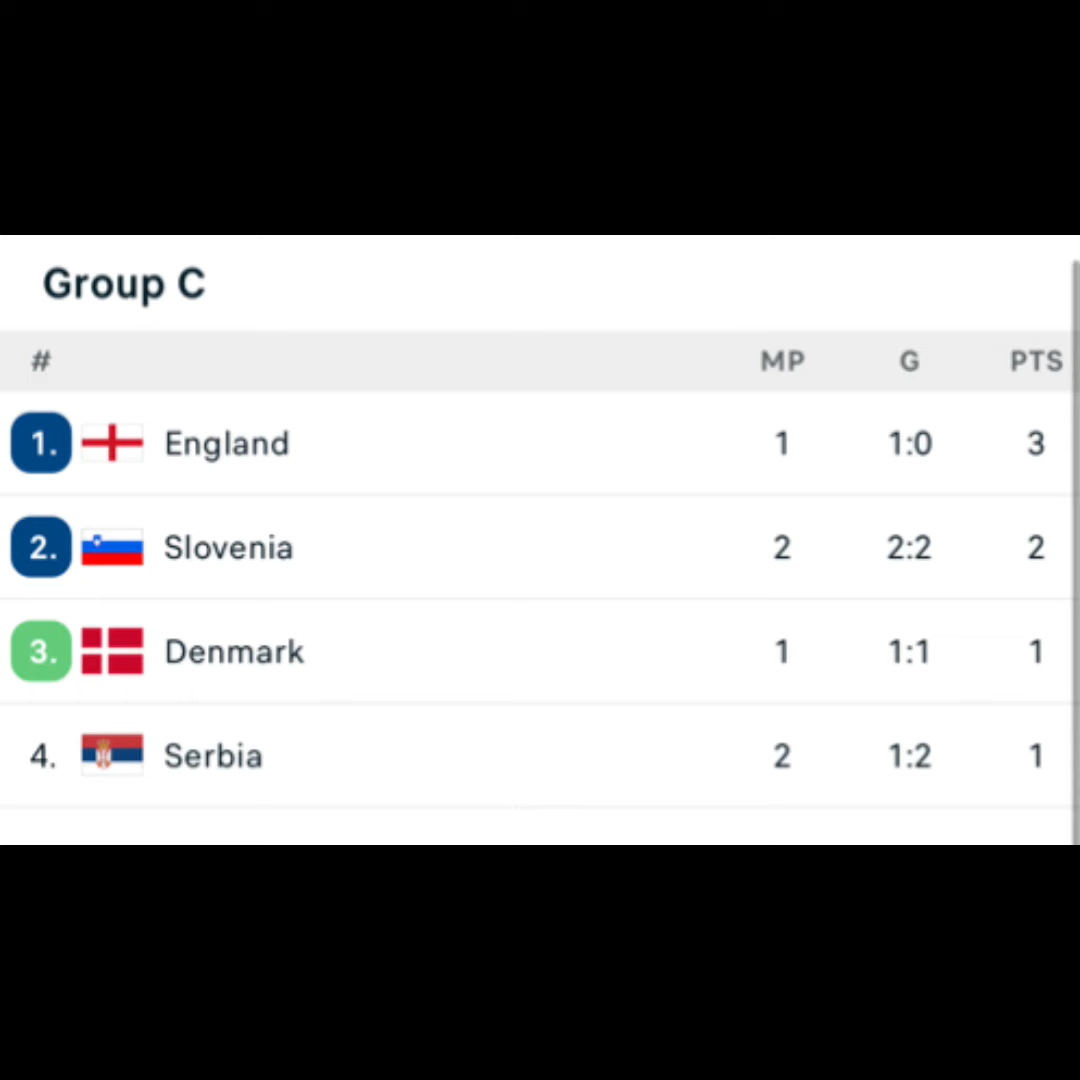 Group C
# MP G PTS
1. England 1 1:0 3
2. Slovenia 2 2:2 2
3. Denmark 1 1:1 1
4. Serbia 2 1:2 1